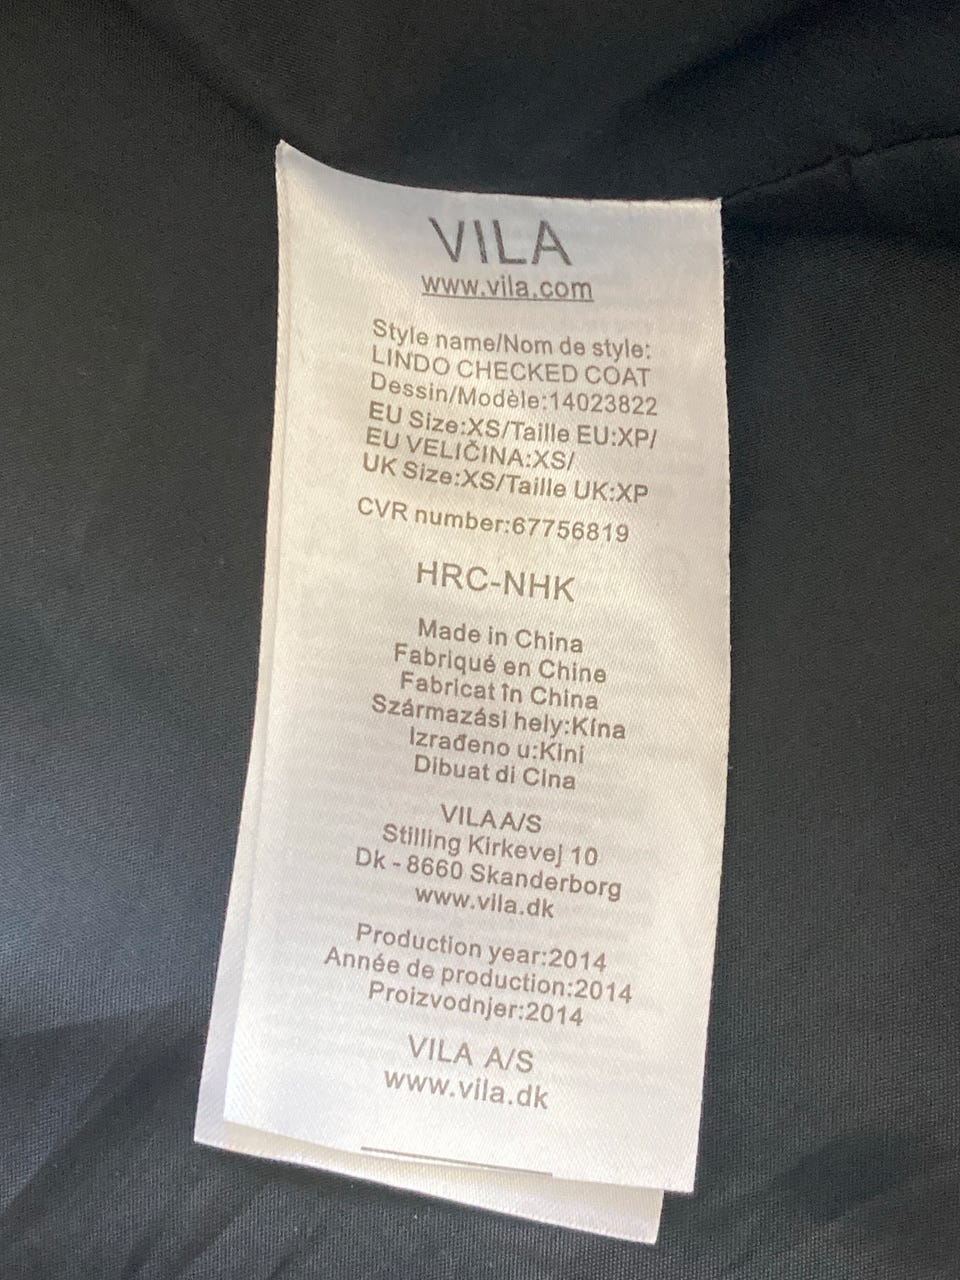 VILA
www.vila.com
Style name/Nom de style:
LINDO CHECKED COAT
Dessin/Modèle:14023822
EU Size:XS/Taille EU:XP/
EU VELIČINA:XS/
UK Size:XS/Taille UK:XP
CVR number:67756819
HRC-NHK
Made in China
Fabriqué en Chine
Fabricat în China
Származási hely:Kína
Izrađeno u:Kini
Dibuat di Cina
VILA A/S
Stilling Kirkevej 10
Dk - 8660 Skanderborg
www.vila.dk
Production year:2014
Année de production:2014
Proizvodnjer:2014
VILA A/S
www.vila.dk